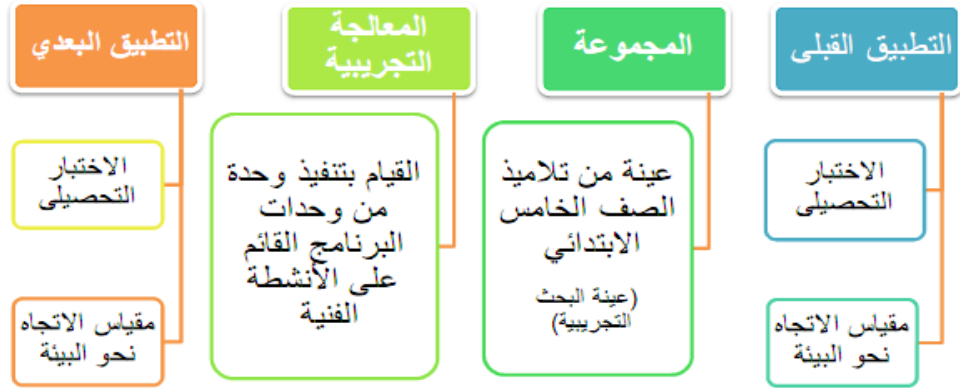 التطبيق القبلى
الاختبار
التحصيلى
مقياس الاتجاه
نحو البيئة
المجموعة
عينة من تلاميذ
الصف الخامس
الابتدائي
(عينة البحث
التجريبية)
المعالجة
التجريبية
القيام بتنفيذ وحدة
من وحدات
البرنامج القائم
على الأنشطة
الفنية
التطبيق البعدي
الاختبار
التحصيلى
مقياس الاتجاه
نحو البيئة